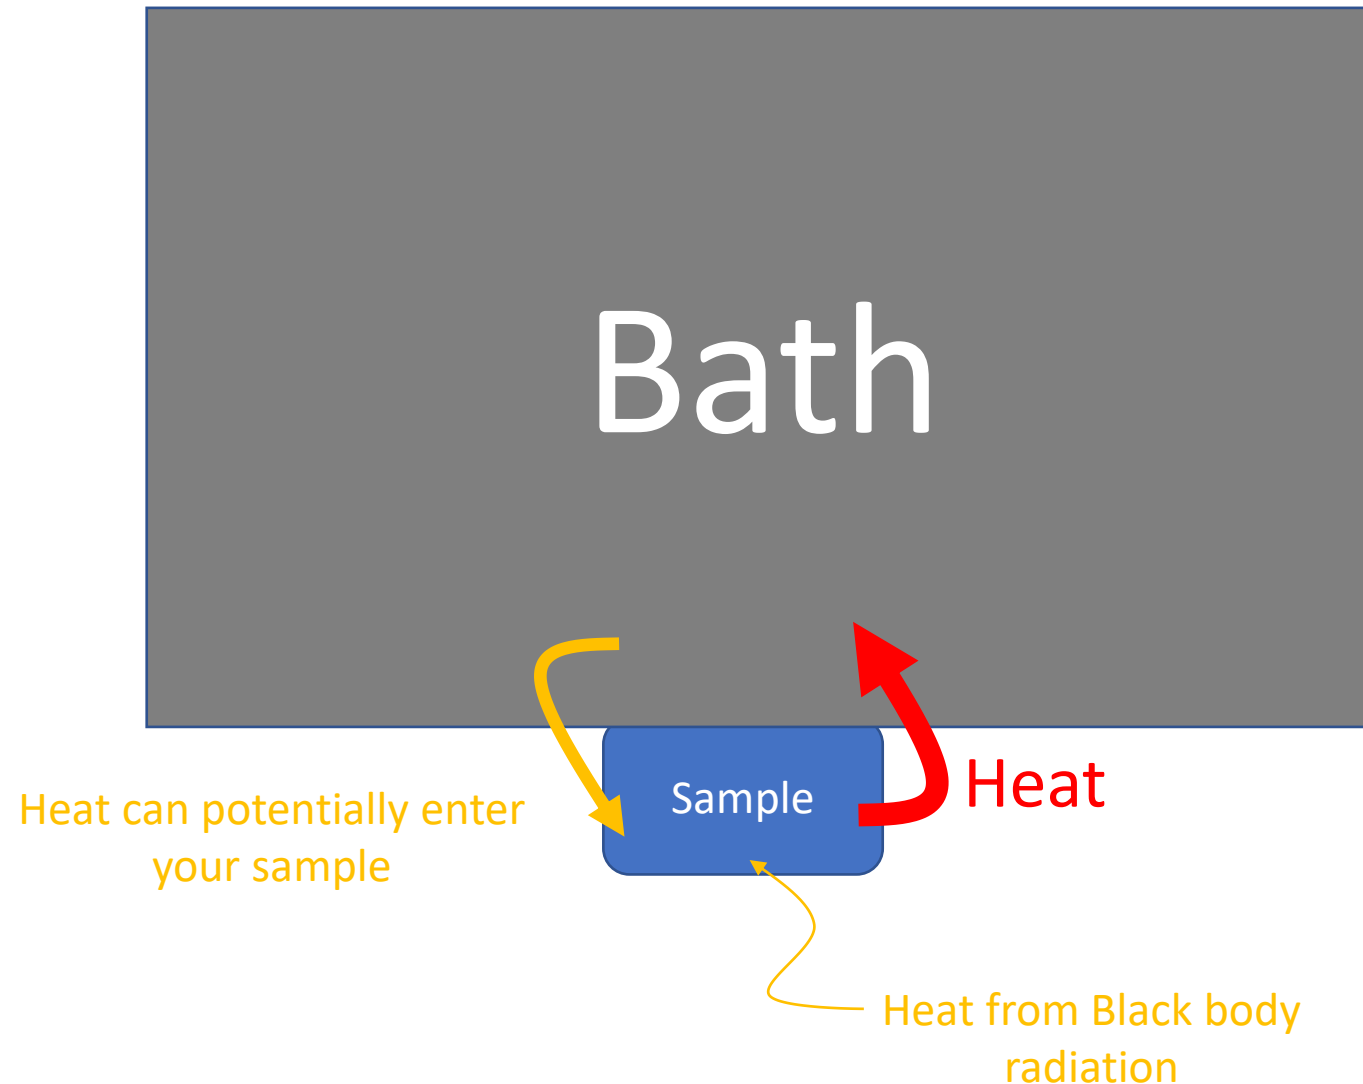 Bath
Sample
Heat
Heat can potentially enter
your sample
Heat from Black body
radiation